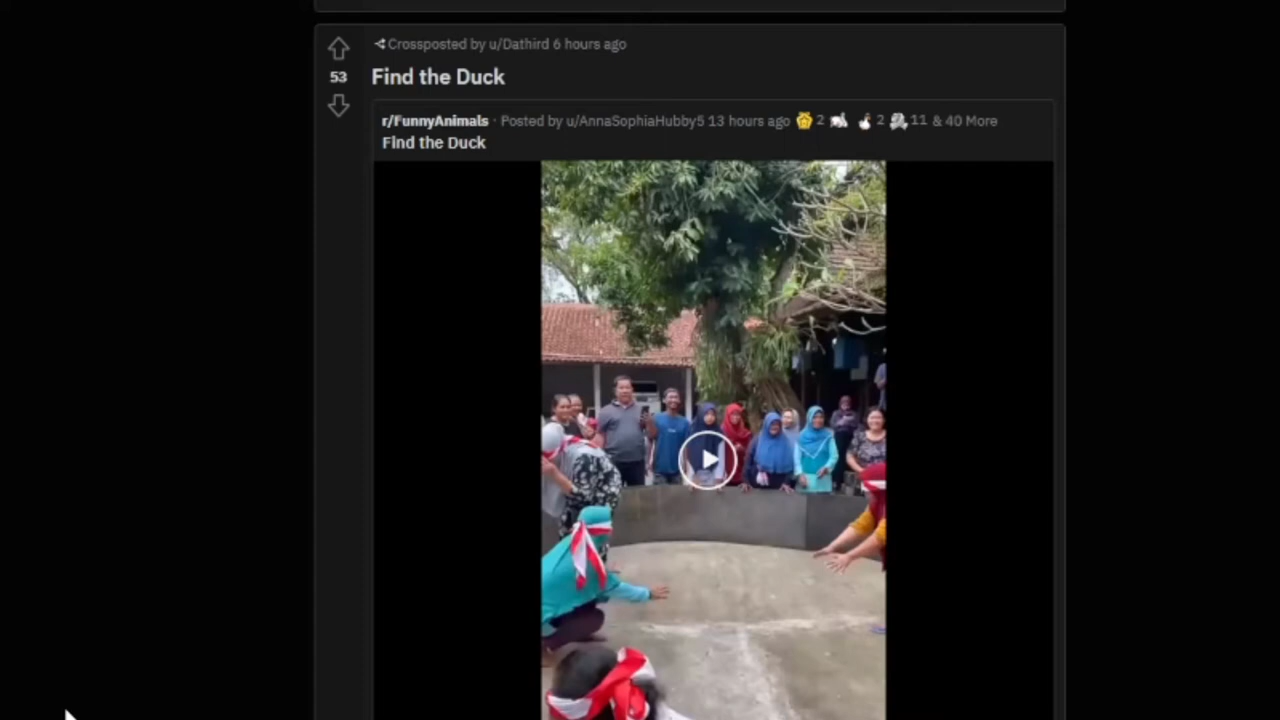 Crossposted by u/Dathird 6 hours ago
53
Find the Duck
r/FunnyAnimals · Posted by u/AnnaSophiaHubby5 13 hours ago 2 2 11 & 40 More
Find the Duck